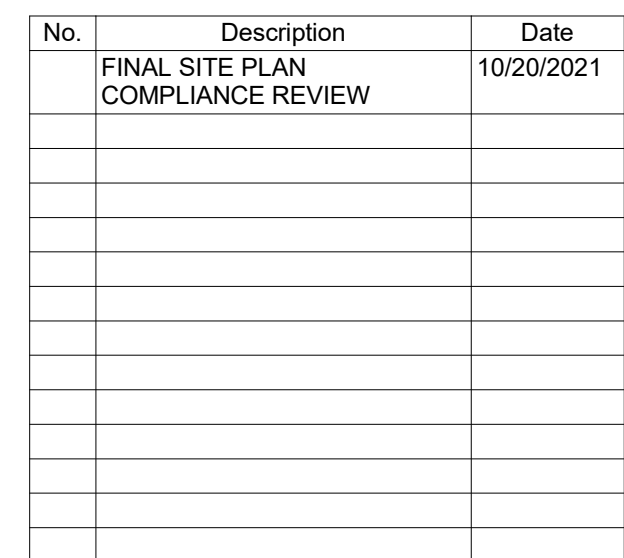 No. Description Date
FINAL SITE PLAN 10/20/2021
COMPLIANCE REVIEW